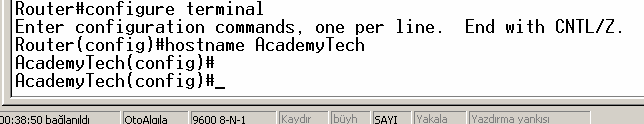 Router#configure terminal
Enter configuration commands, one per line.  End with CNTL/Z.
Router(config)#hostname AcademyTech
AcademyTech(config)#
AcademyTech(config)#_
00:38:50 bağlanıldı OtoAlgıla 9600 8-N-1 Kaydır büyh SAYI Yakala Yazdırma yankısı